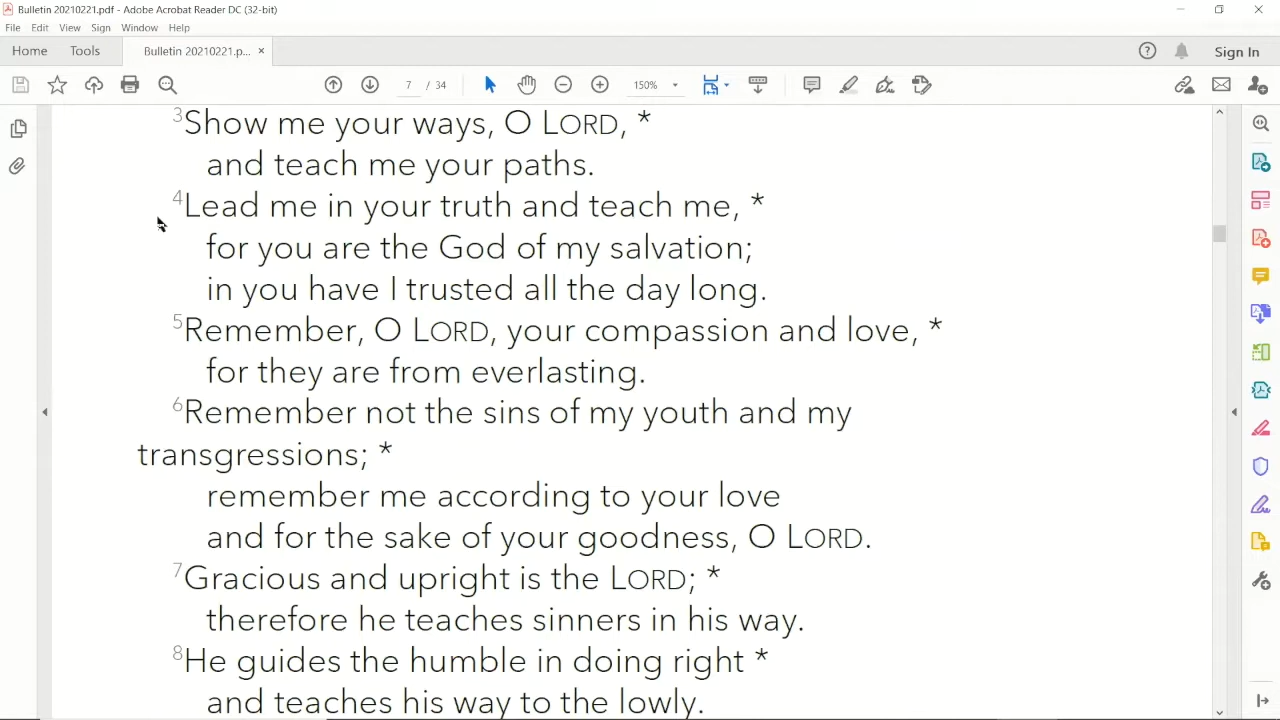 Bulletin 20210221.pdf - Adobe Acrobat Reader DC (32-bit)
File Edit View Sign Window Help
Home Tools Bulletin 20210221.p... × Sign In
7 / 34 150%
3Show me your ways, O LORD, *
and teach me your paths.
4Lead me in your truth and teach me, *
for you are the God of my salvation;
in you have I trusted all the day long.
5Remember, O LORD, your compassion and love, *
for they are from everlasting.
6Remember not the sins of my youth and my
transgressions; *
remember me according to your love
and for the sake of your goodness, O LORD.
7Gracious and upright is the LORD; *
therefore he teaches sinners in his way.
8He guides the humble in doing right *
and teaches his way to the lowly.